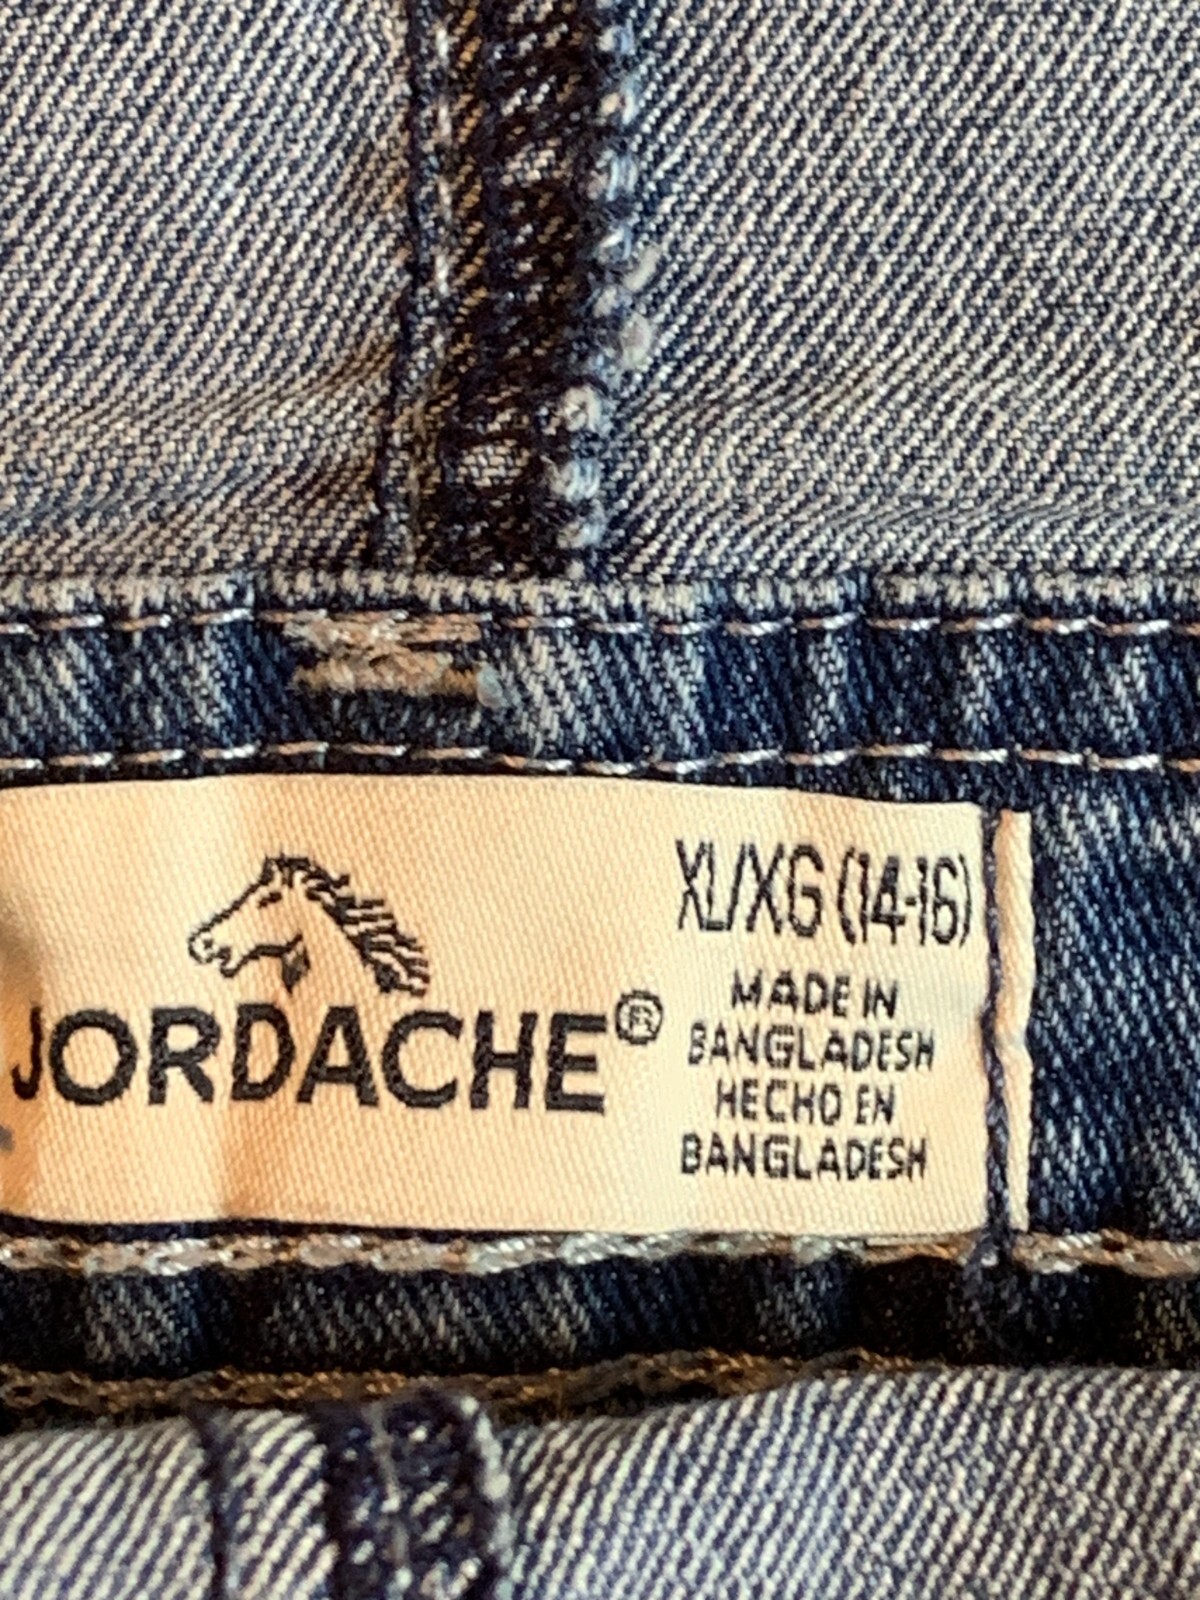 JORDACHE®
XL/XG (14-16)
MADE IN
BANGLADESH
HECHO EN
BANGLADESH